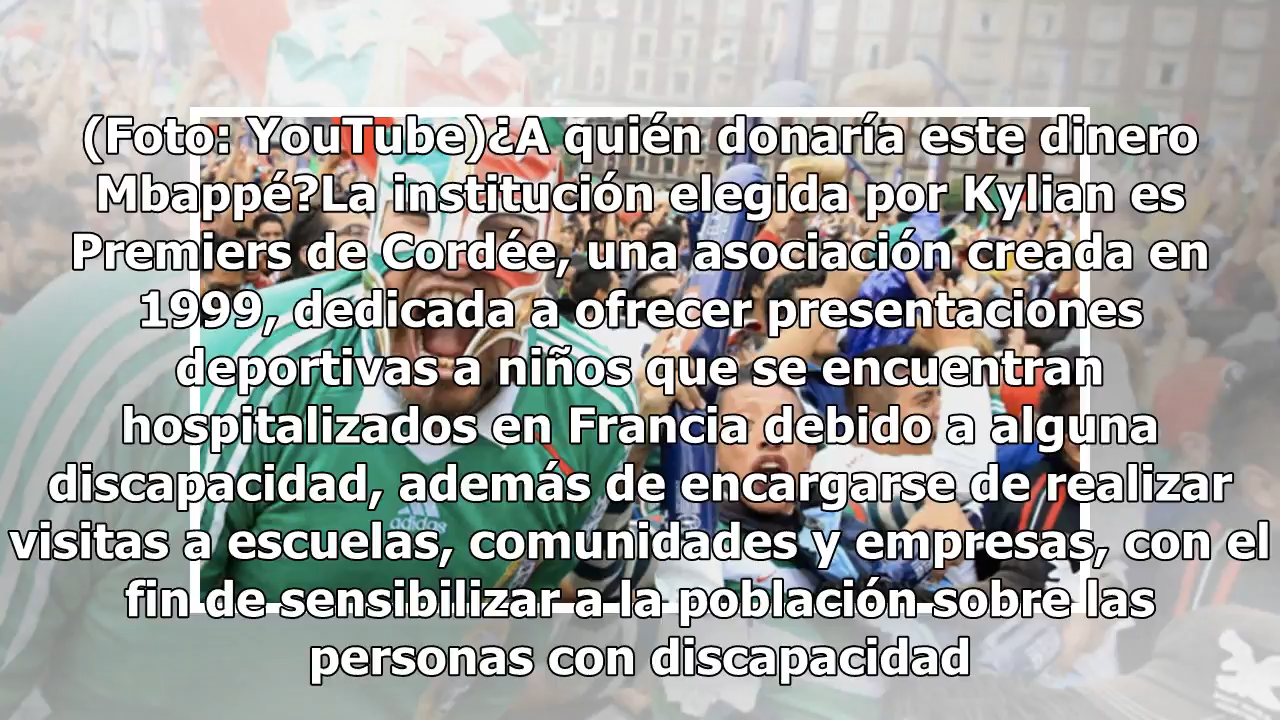 (Foto: YouTube)¿A quién donaría este dinero
Mbappé?La institución elegida por Kylian es
Premiers de Cordée, una asociación creada en
1999, dedicada a ofrecer presentaciones
deportivas a niños que se encuentran
hospitalizados en Francia debido a alguna
discapacidad, además de encargarse de realizar
visitas a escuelas, comunidades y empresas, con el
fin de sensibilizar a la población sobre las
personas con discapacidad
adidas